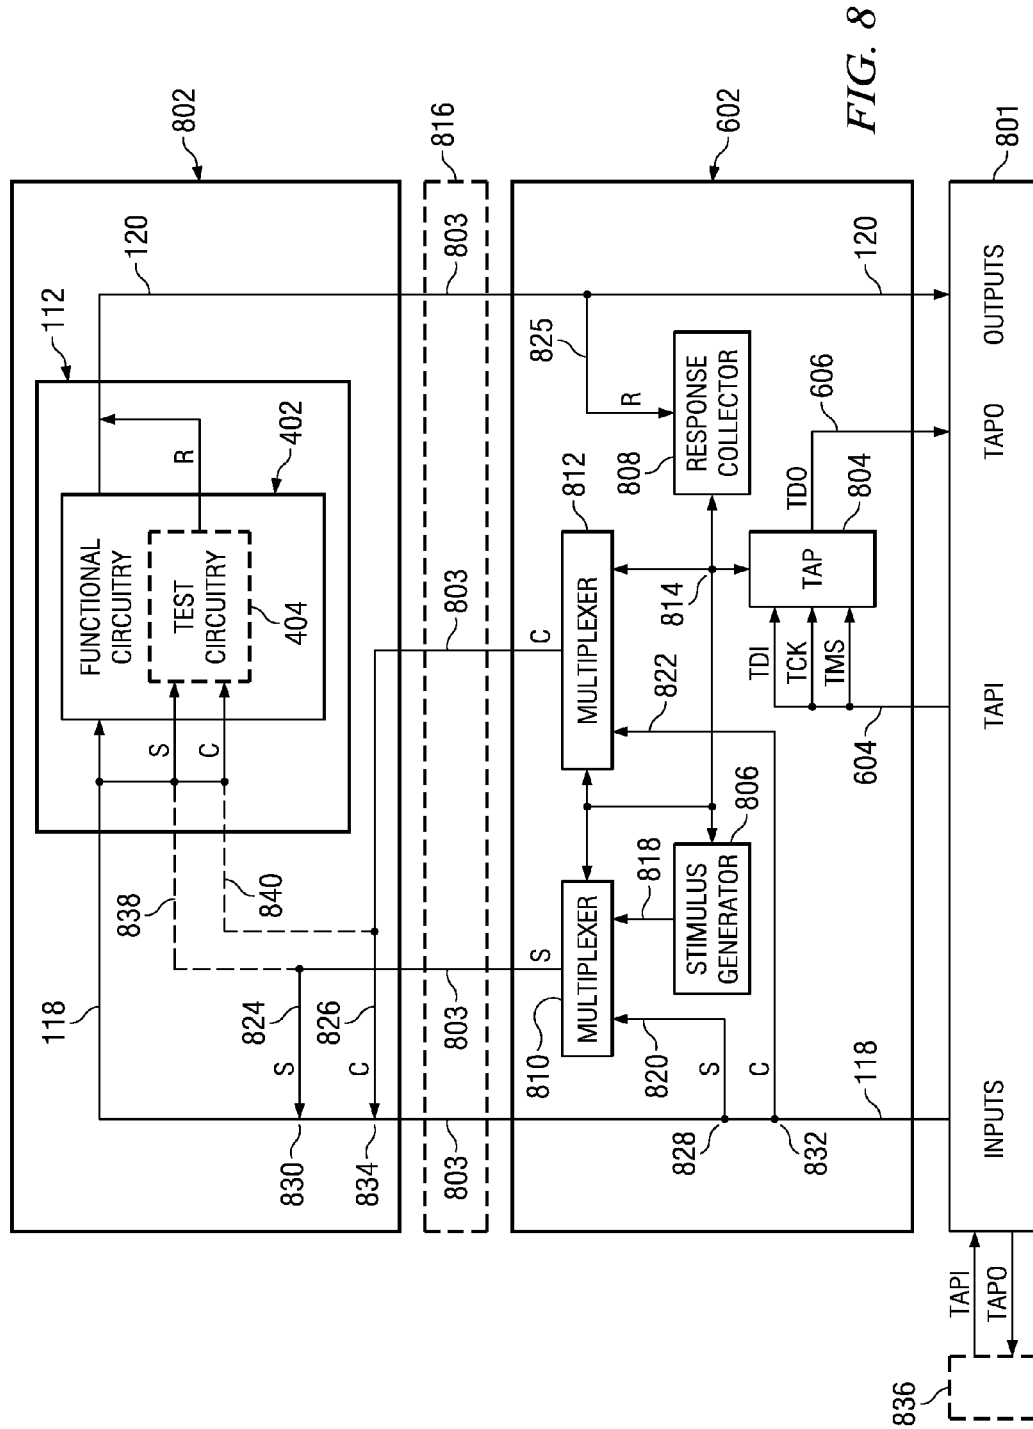 802
816
602
FIG. 8
801
120
803
120
112
825
OUTPUTS
R
402
R
812
808
RESPONSE
COLLECTOR
606
TAPO
FUNCTIONAL
CIRCUITRY
TEST
CIRCUITRY
404
803
C
MULTIPLEXER
814
TDO
804
TAP
S
C
822
TDI
TCK
TMS
604
TAPI
838
840
806
818
STIMULUS
GENERATOR
118
824
826
803
S
810
MULTIPLEXER
820
S
C
S
C
118
830
834
803
828
832
INPUTS
TAPI
TAPO
836